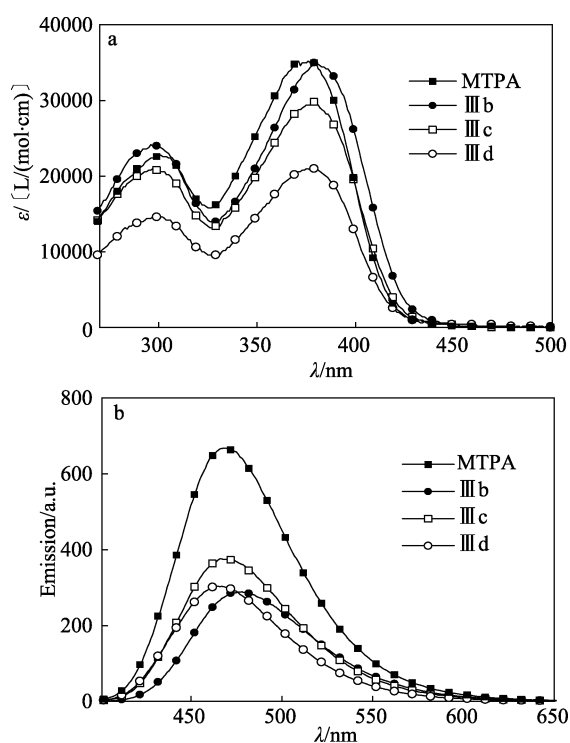 a
40000
30000
20000
10000
0
ε/〔L/(mol·cm)〕
MTPA
Ⅲb
Ⅲc
Ⅲd
300
350
400
450
500
λ/nm
b
800
600
400
200
0
Emission/a.u.
MTPA
Ⅲb
Ⅲc
Ⅲd
450
500
550
600
650
λ/nm